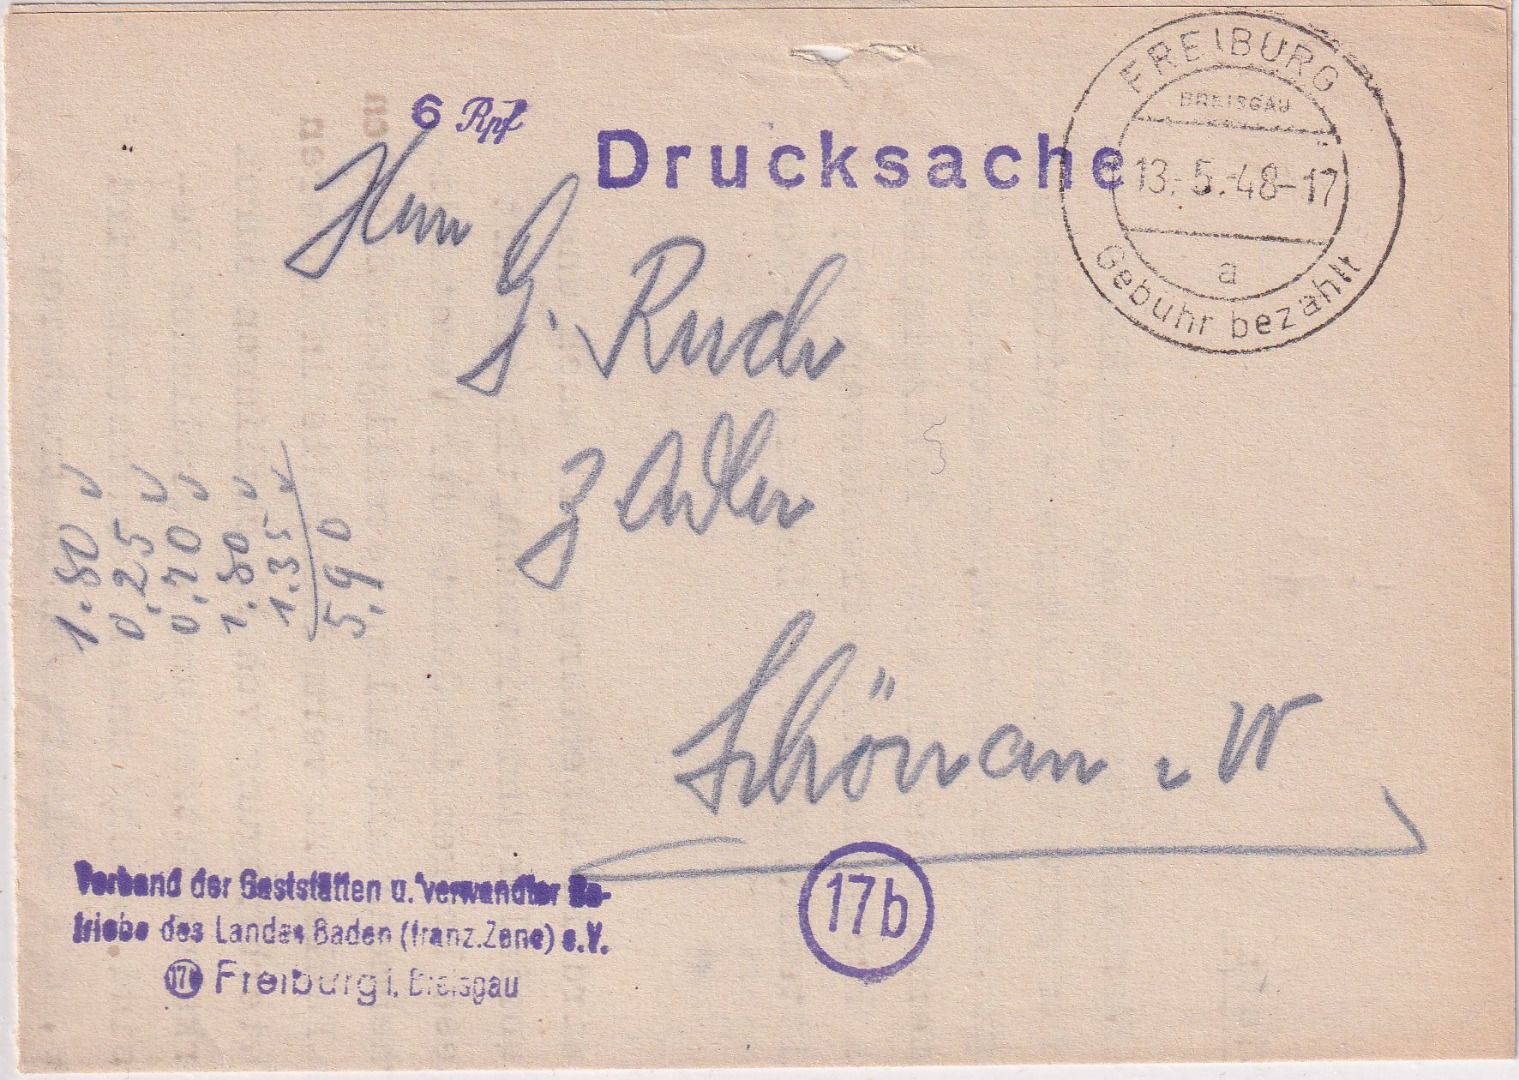 6 Rpf
Drucksache
FREIBURG
BREISGAU
13.-5.-48-17
a
Gebühr bezahlt
Herrn
G. Ruch
z Adler
Schönau i W
1.80
0,25
0,70
1.80
1.35
5,90
Verband der Gaststätten u. verwandter Be-
triebe des Landes Baden (franz.Zone) e.V.
17b Freiburg i. Breisgau
17b